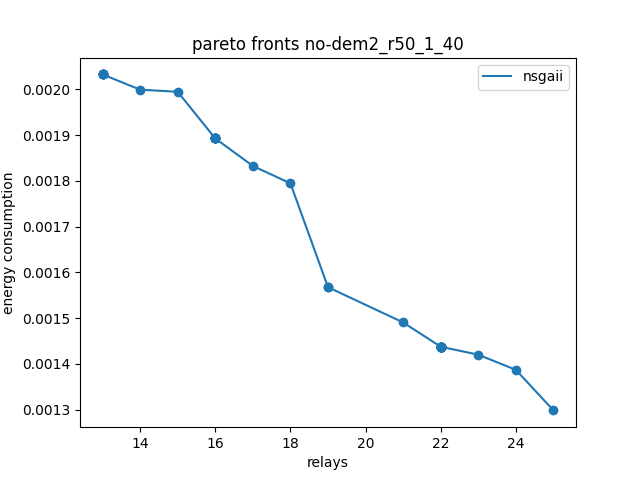 pareto fronts no-dem2_r50_1_40
nsgaii
0.0020
0.0019
0.0018
0.0017
0.0016
0.0015
0.0014
0.0013
energy consumption
14 16 18 20 22 24
relays